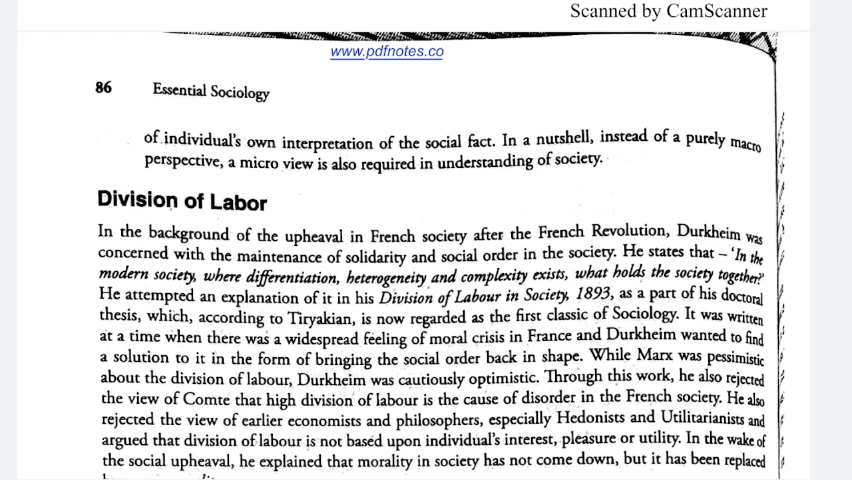 Scanned by CamScanner
www.pdfnotes.co
86 Essential Sociology
of individual's own interpretation of the social fact. In a nutshell, instead of a purely macro
perspective, a micro view is also required in understanding of society.
Division of Labor
In the background of the upheaval in French society after the French Revolution, Durkheim was
concerned with the maintenance of solidarity and social order in the society. He states that – 'In the
modern society, where differentiation, heterogeneity and complexity exists, what holds the society together?'
He attempted an explanation of it in his Division of Labour in Society, 1893, as a part of his doctoral
thesis, which, according to Tiryakian, is now regarded as the first classic of Sociology. It was written
at a time when there was a widespread feeling of moral crisis in France and Durkheim wanted to find
a solution to it in the form of bringing the social order back in shape. While Marx was pessimistic
about the division of labour, Durkheim was cautiously optimistic. Through this work, he also rejected
the view of Comte that high division of labour is the cause of disorder in the French society. He also
rejected the view of earlier economists and philosophers, especially Hedonists and Utilitarianists and
argued that division of labour is not based upon individual's interest, pleasure or utility. In the wake of
the social upheaval, he explained that morality in society has not come down, but it has been replaced